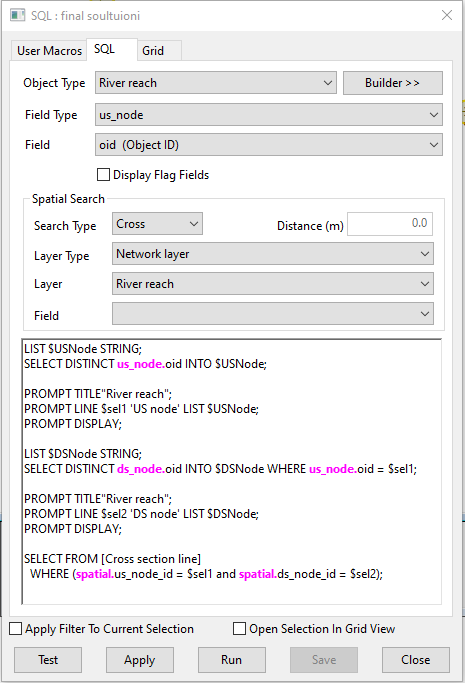 SQL : final soultuioni
User Macros SQL Grid
Object Type River reach Builder >>
Field Type us_node
Field oid (Object ID)
Display Flag Fields
Spatial Search
Search Type Cross Distance (m) 0.0
Layer Type Network layer
Layer River reach
Field
LIST $USNode STRING;
SELECT DISTINCT us_node.oid INTO $USNode;
PROMPT TITLE"River reach";
PROMPT LINE $sel1 'US node' LIST $USNode;
PROMPT DISPLAY;
LIST $DSNode STRING;
SELECT DISTINCT ds_node.oid INTO $DSNode WHERE us_node.oid = $sel1;
PROMPT TITLE"River reach";
PROMPT LINE $sel2 'DS node' LIST $DSNode;
PROMPT DISPLAY;
SELECT FROM [Cross section line]
WHERE (spatial.us_node_id = $sel1 and spatial.ds_node_id = $sel2);
Apply Filter To Current Selection Open Selection In Grid View
Test Apply Run Save Close